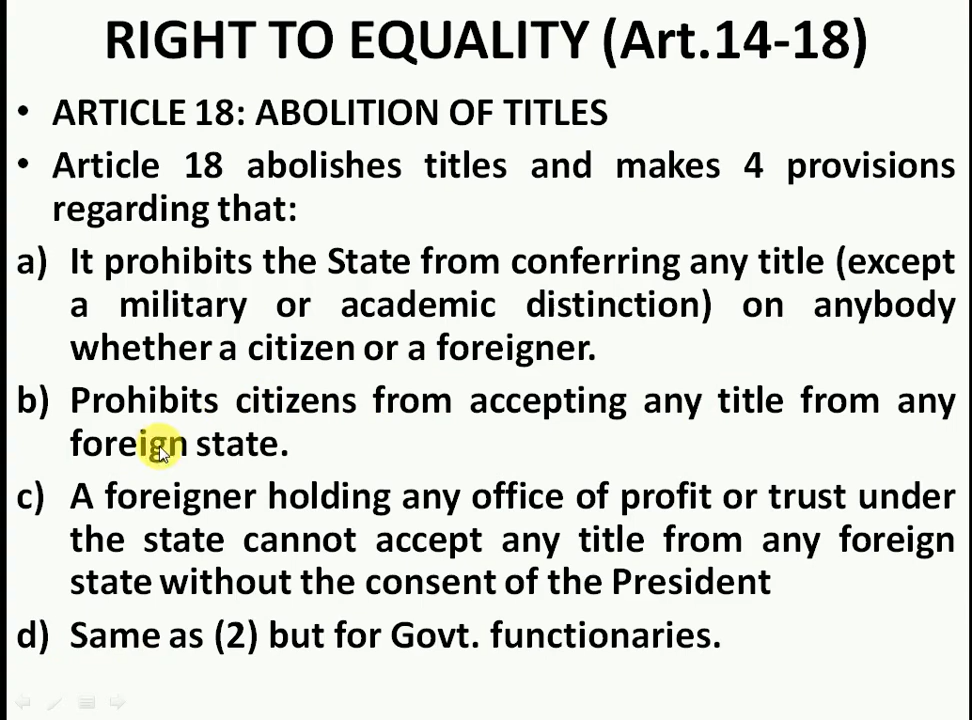 RIGHT TO EQUALITY (Art.14-18)
• ARTICLE 18: ABOLITION OF TITLES
• Article 18 abolishes titles and makes 4 provisions
regarding that:
a) It prohibits the State from conferring any title (except
a military or academic distinction) on anybody
whether a citizen or a foreigner.
b) Prohibits citizens from accepting any title from any
foreign state.
c) A foreigner holding any office of profit or trust under
the state cannot accept any title from any foreign
state without the consent of the President
d) Same as (2) but for Govt. functionaries.